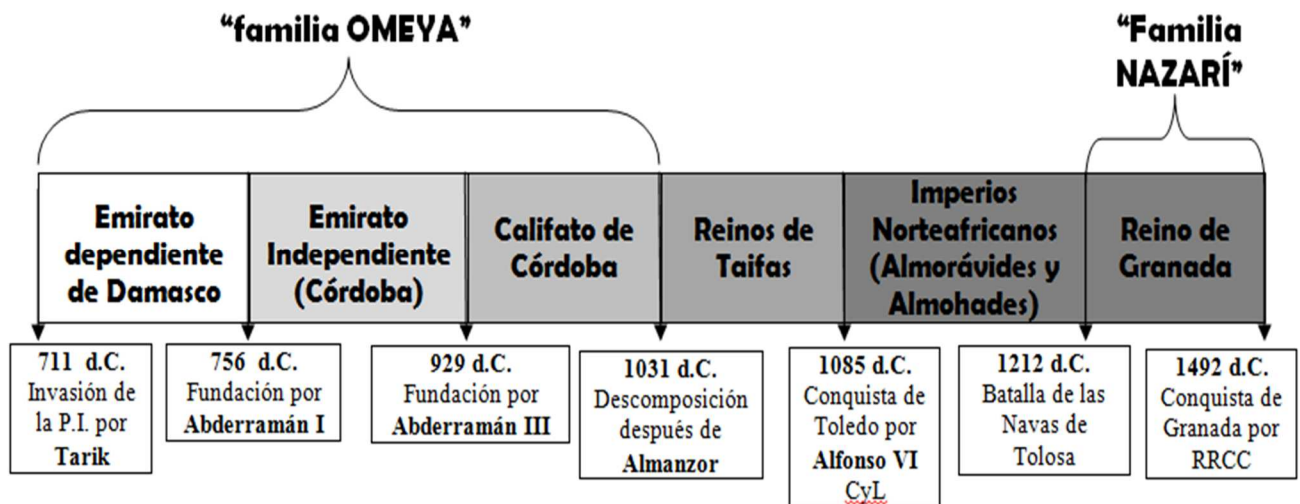 “familia OMEYA”
“Familia
NAZARÍ”
Emirato
dependiente
de Damasco
Emirato
Independiente
(Córdoba)
Califato de
Córdoba
Reinos de
Taifas
Imperios
Norteafricanos
(Almorávides y
Almohades)
Reino de
Granada
711 d.C.
Invasión de
la P.I. por
Tarik
756 d.C.
Fundación por
Abderramán I
929 d.C.
Fundación por
Abderramán III
1031 d.C.
Descomposición
después de
Almanzor
1085 d.C.
Conquista de
Toledo por
Alfonso VI
CyL
1212 d.C.
Batalla de las
Navas de
Tolosa
1492 d.C.
Conquista de
Granada por
RRCC